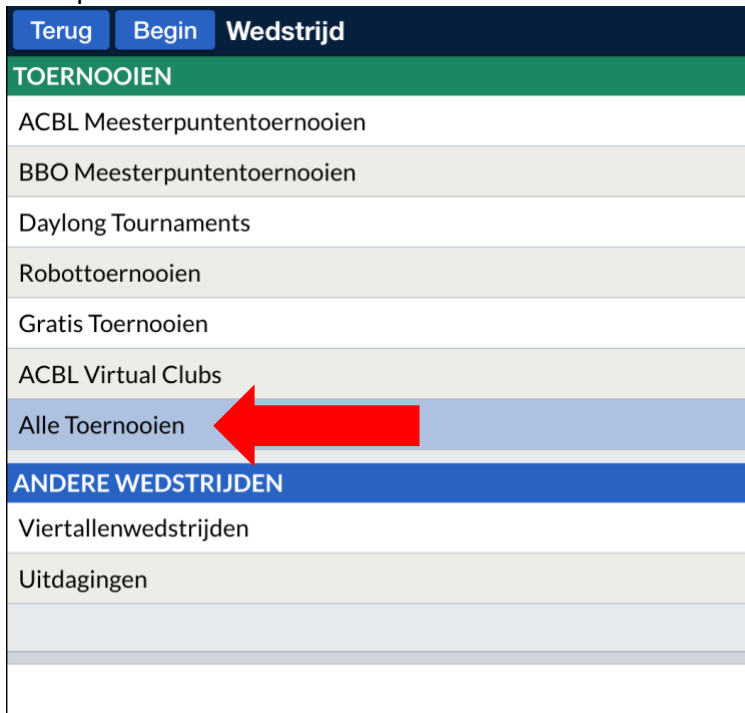 Terug Begin Wedstrijd
TOERNOOIEN
ACBL Meesterpuntentoernooien
BBO Meesterpuntentoernooien
Daylong Tournaments
Robottoernooien
Gratis Toernooien
ACBL Virtual Clubs
Alle Toernooien
ANDERE WEDSTRIJDEN
Viertallenwedstrijden
Uitdagingen